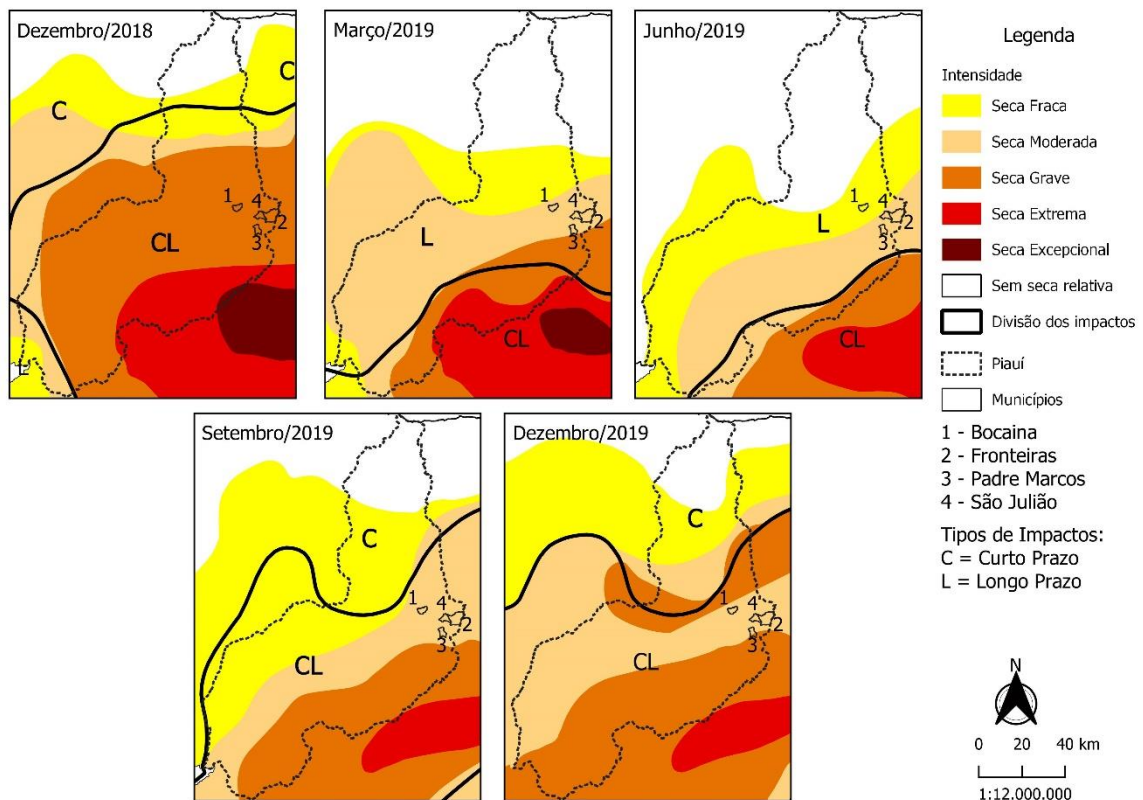 Dezembro/2018
C
C
CL
L
1
4
2
3
Março/2019
L
CL
1
4
2
3
Junho/2019
L
CL
1
4
2
3
Setembro/2019
C
CL
1
4
2
3
Dezembro/2019
C
CL
1
4
2
3
Legenda
Intensidade
Seca Fraca
Seca Moderada
Seca Grave
Seca Extrema
Seca Excepcional
Sem seca relativa
Divisão dos impactos
Piauí
Municípios
1 - Bocaina
2 - Fronteiras
3 - Padre Marcos
4 - São Julião
Tipos de Impactos:
C = Curto Prazo
L = Longo Prazo
N
0 20 40 km
1:12.000.000